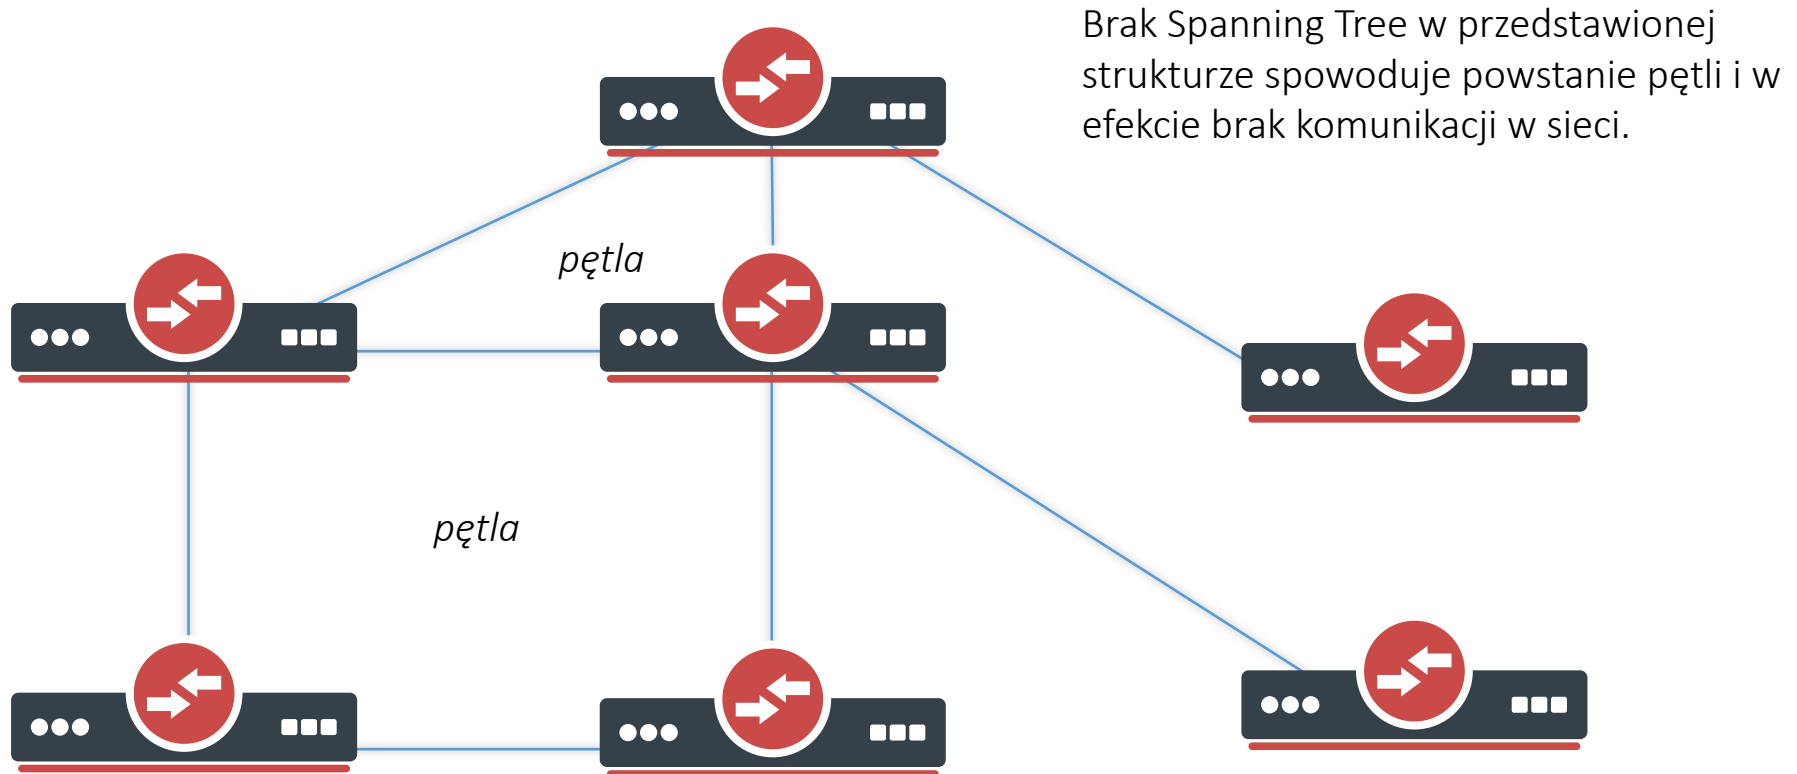 Brak Spanning Tree w przedstawionej
strukturze spowoduje powstanie pętli i w
efekcie brak komunikacji w sieci.
pętla
pętla